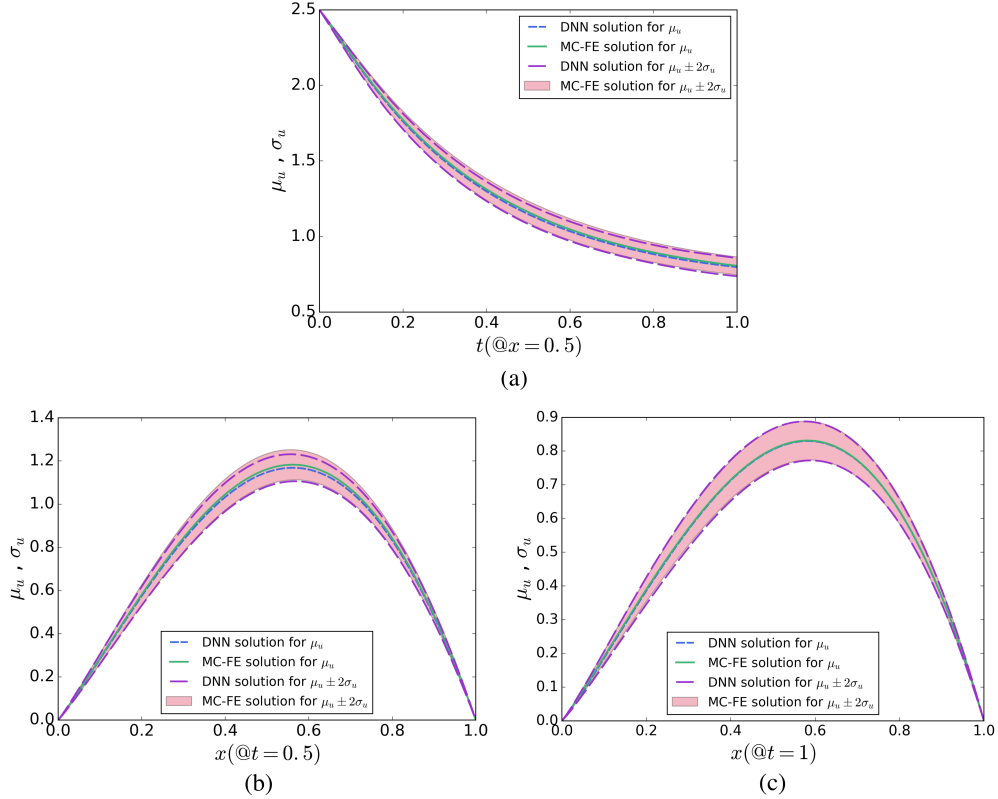 2.5
2.0
1.5
1.0
0.5
μ_u , σ_u
DNN solution for μ_u
MC-FE solution for μ_u
DNN solution for μ_u ± 2σ_u
MC-FE solution for μ_u ± 2σ_u
0.0 0.2 0.4 0.6 0.8 1.0
t(@x = 0.5)
(a)
1.4
1.2
1.0
0.8
0.6
0.4
0.2
0.0
μ_u , σ_u
DNN solution for μ_u
MC-FE solution for μ_u
DNN solution for μ_u ± 2σ_u
MC-FE solution for μ_u ± 2σ_u
0.0 0.2 0.4 0.6 0.8 1.0
x(@t = 0.5)
(b)
0.9
0.8
0.7
0.6
0.5
0.4
0.3
0.2
0.1
0.0
μ_u , σ_u
DNN solution for μ_u
MC-FE solution for μ_u
DNN solution for μ_u ± 2σ_u
MC-FE solution for μ_u ± 2σ_u
0.0 0.2 0.4 0.6 0.8 1.0
x(@t = 1)
(c)